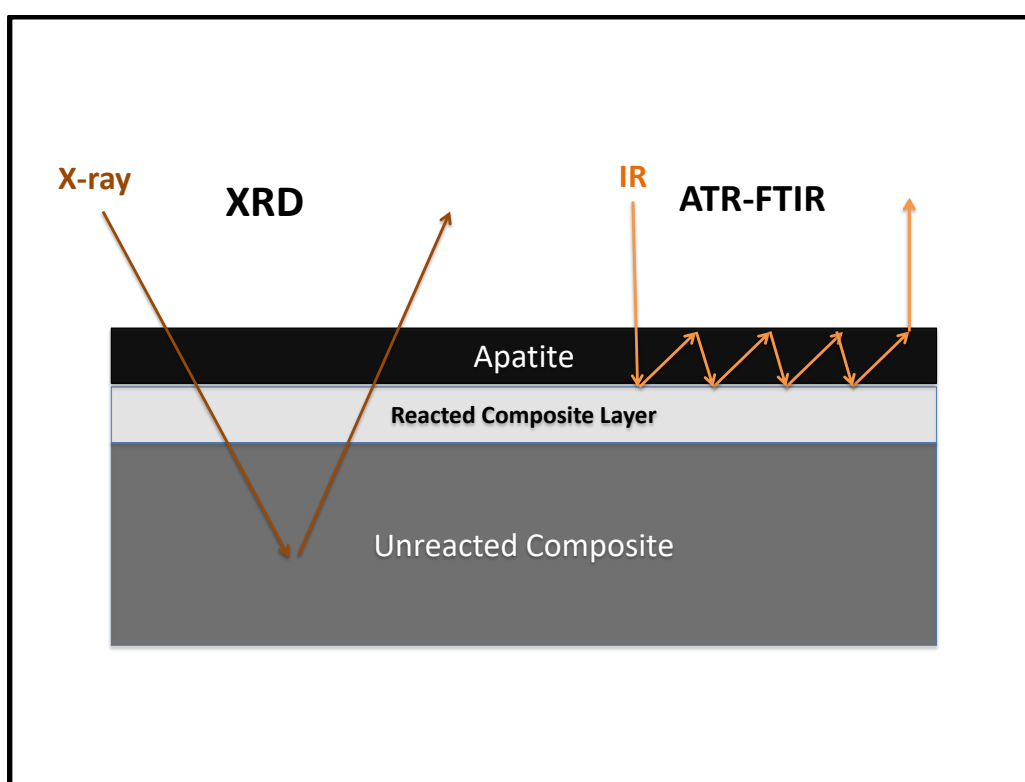 X-ray
XRD
IR
ATR-FTIR
Apatite
Reacted Composite Layer
Unreacted Composite